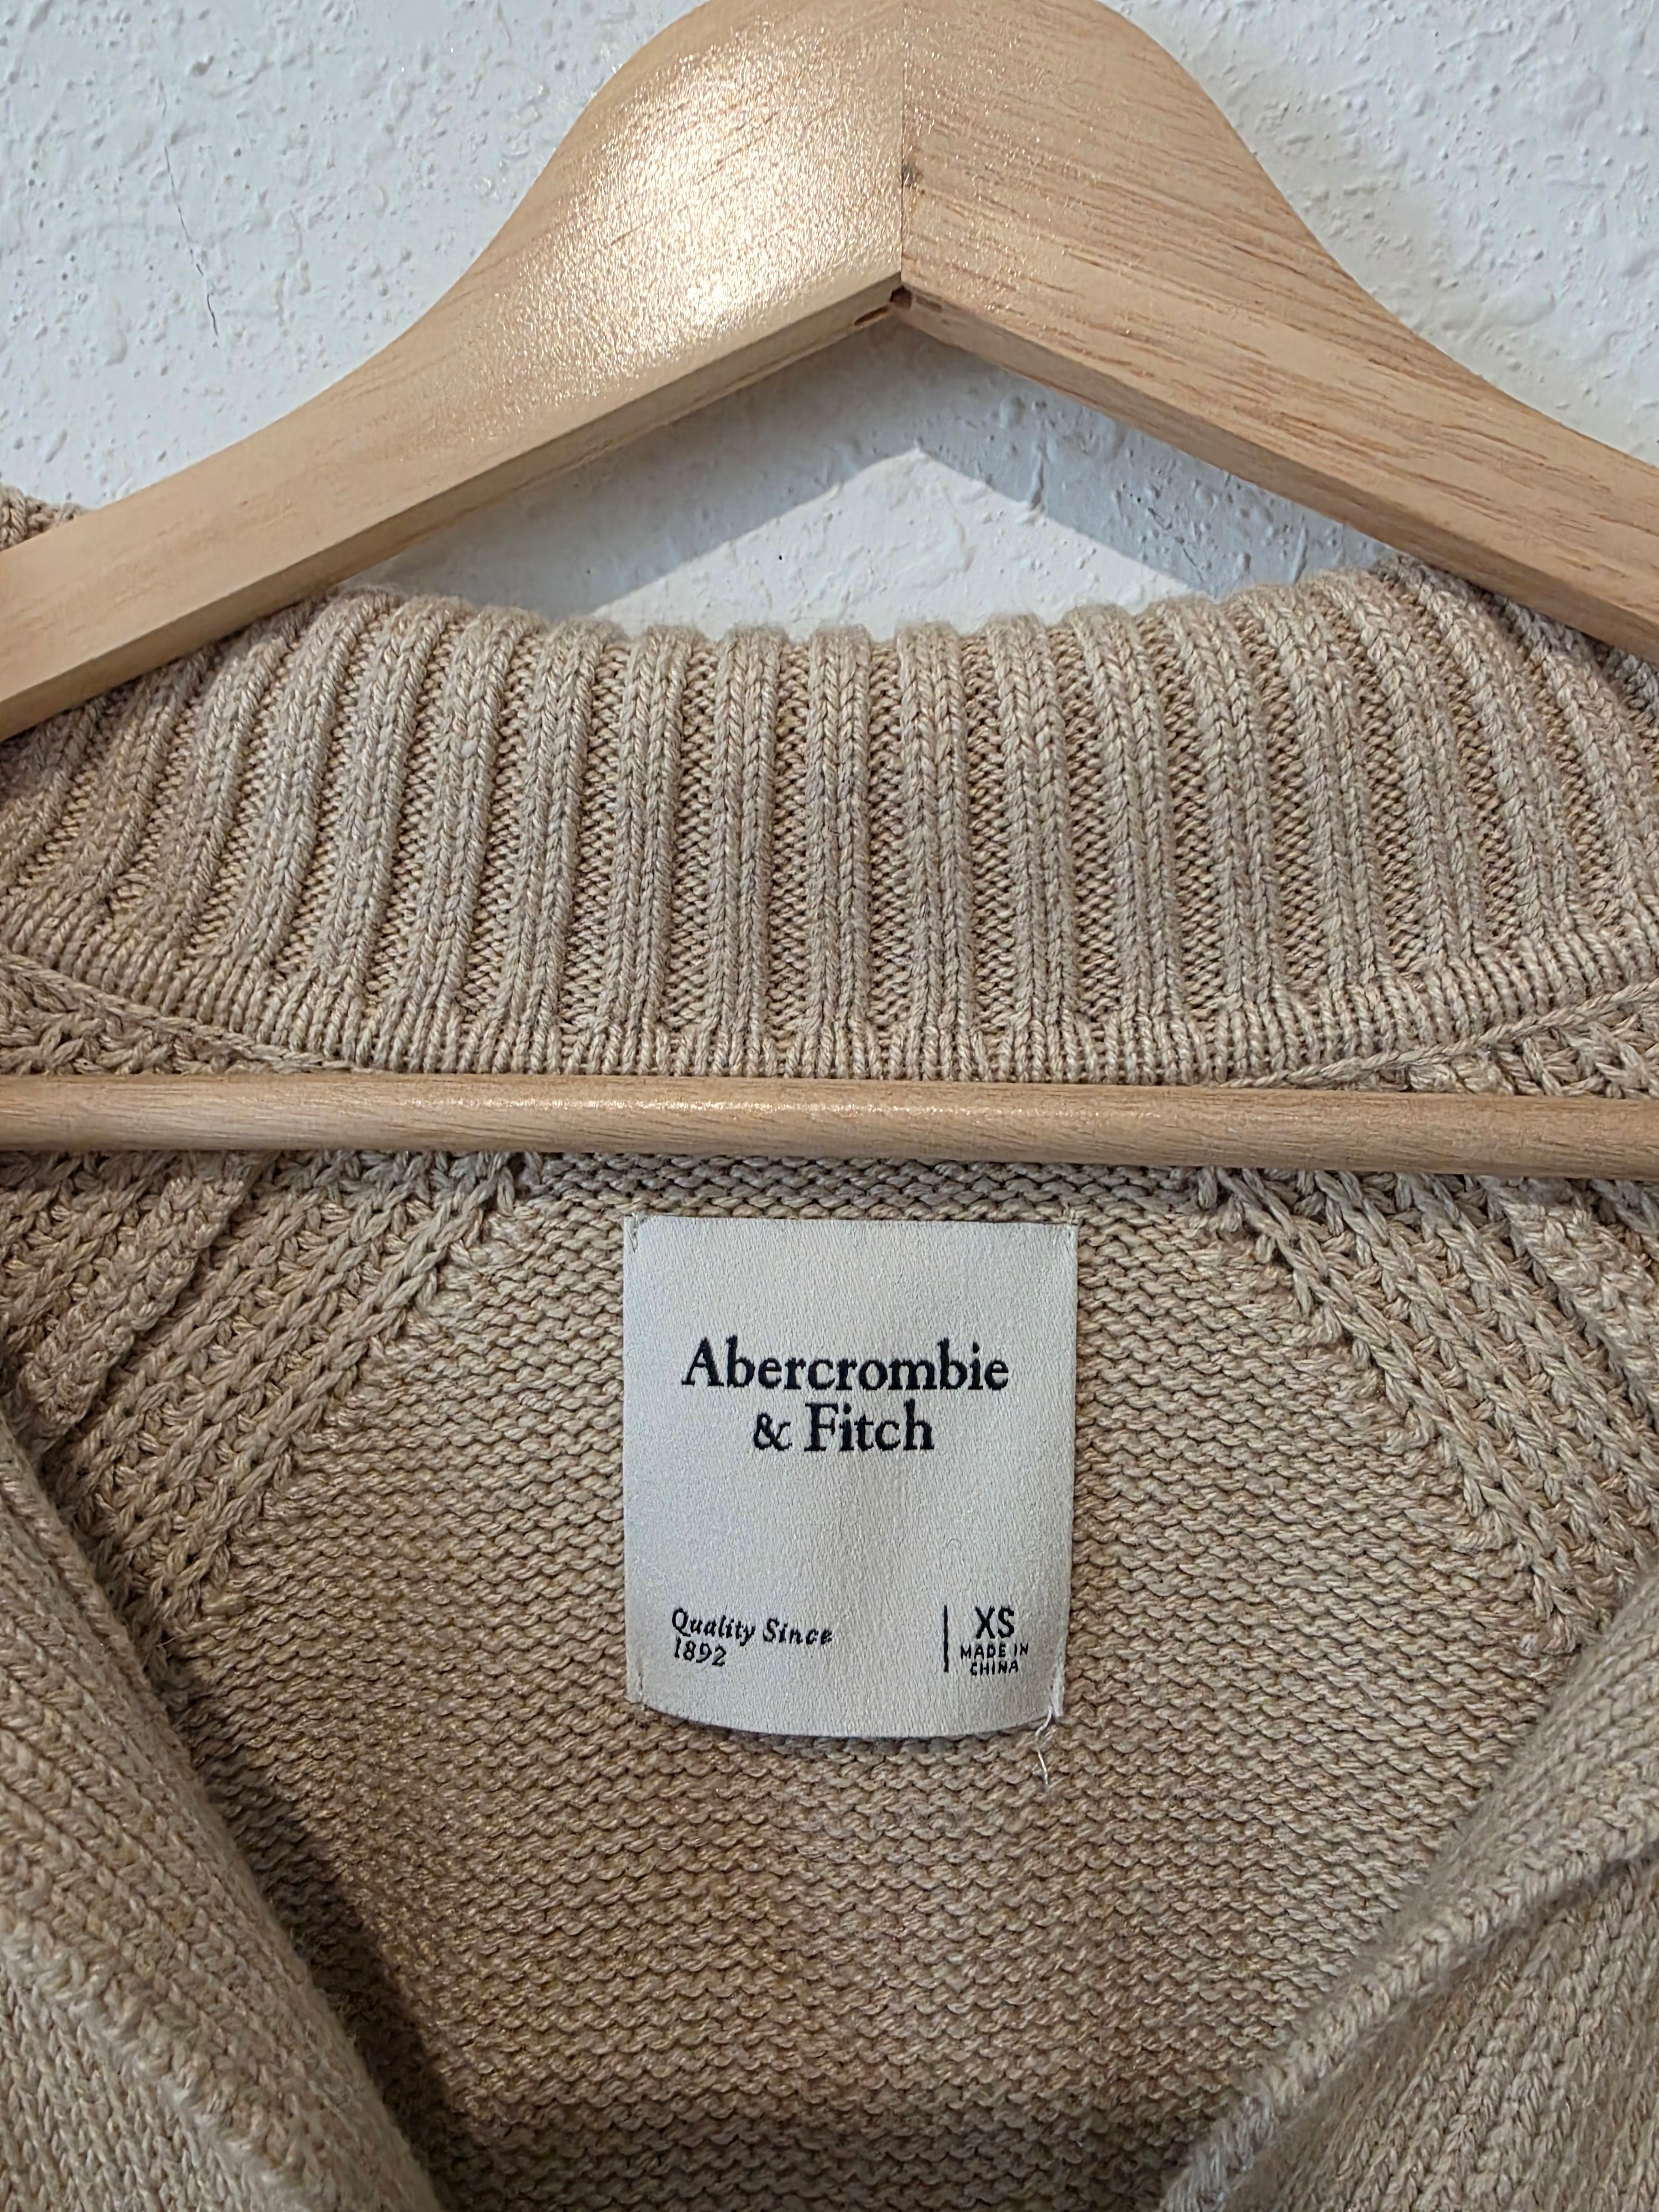 Abercrombie
& Fitch
Quality Since
1892
XS
MADE IN
CHINA